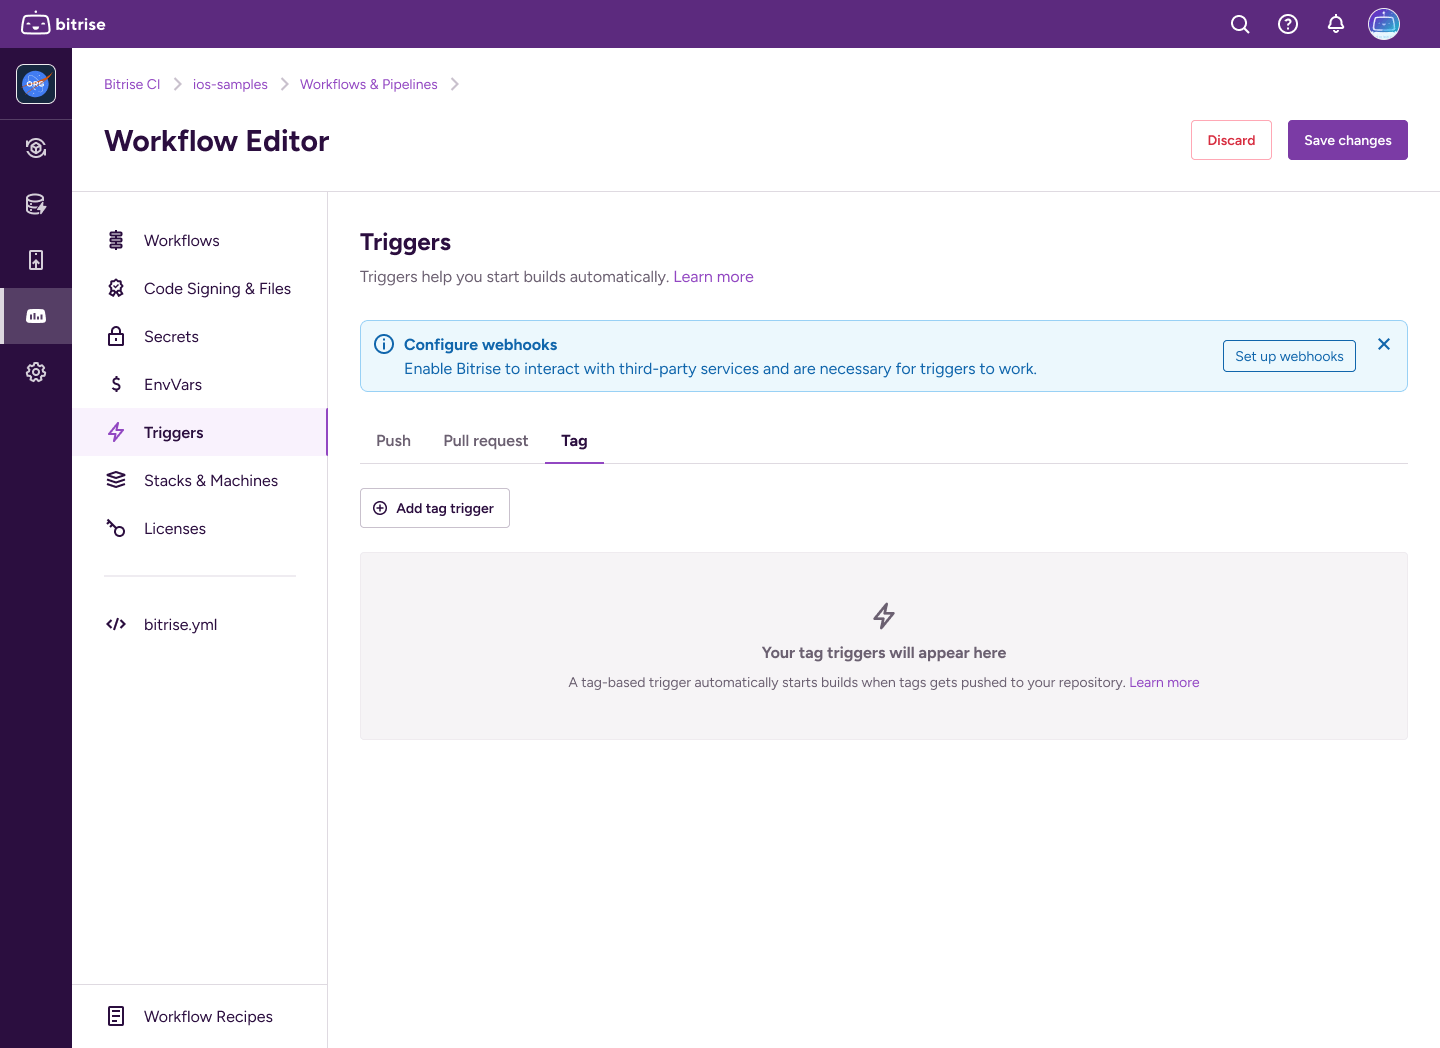 bitrise
ORG
Bitrise CI
ios-samples
Workflows & Pipelines
Workflow Editor
Discard
Save changes
Workflows
Code Signing & Files
Secrets
EnvVars
Triggers
Stacks & Machines
Licenses
bitrise.yml
Workflow Recipes
Triggers
Triggers help you start builds automatically. Learn more
Configure webhooks
Enable Bitrise to interact with third-party services and are necessary for triggers to work.
Set up webhooks
Push
Pull request
Tag
Add tag trigger
Your tag triggers will appear here
A tag-based trigger automatically starts builds when tags gets pushed to your repository. Learn more